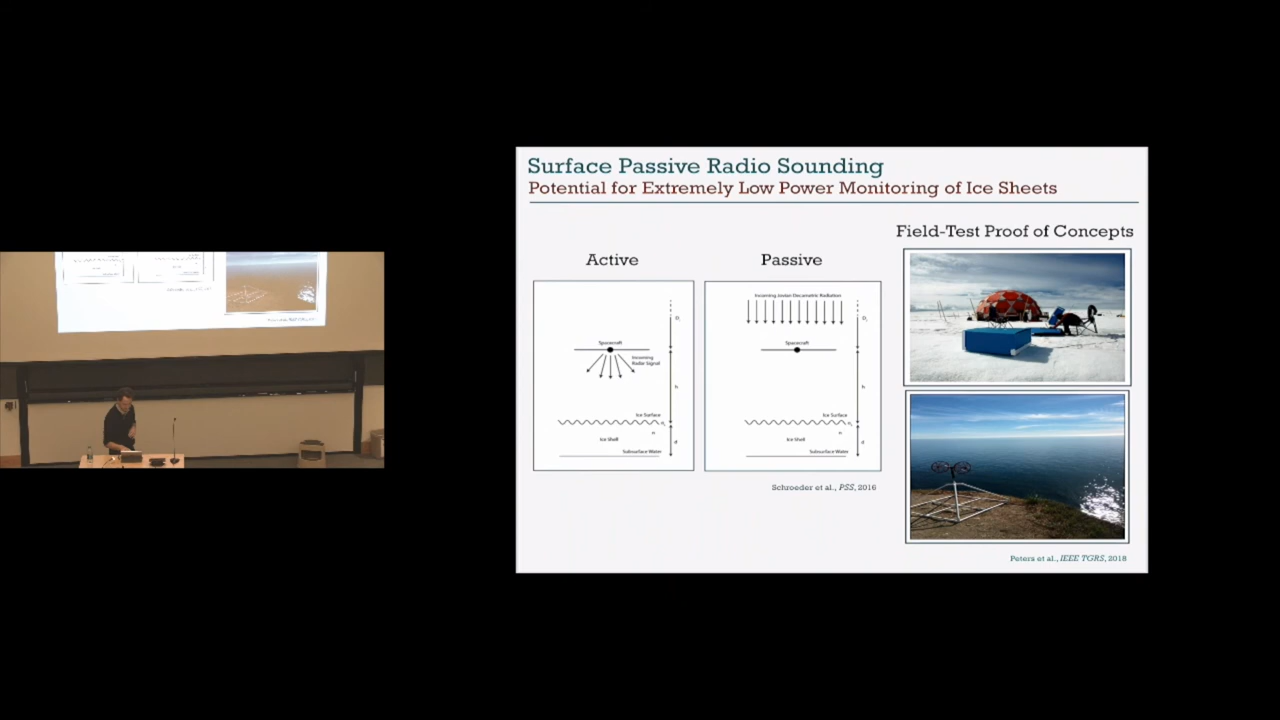 Surface Passive Radio Sounding
Potential for Extremely Low Power Monitoring of Ice Sheets
Field-Test Proof of Concepts
Active
Passive
Spacecraft
Incoming
Radar Signal
h
Ice Surface
n
d
Ice Shell
Subsurface Water
Incoming Jovian Decametric Radiation
Spacecraft
h
Ice Surface
n
d
Ice Shell
Subsurface Water
Schroeder et al., PSS, 2016
Peters et al., IEEE TGRS, 2018